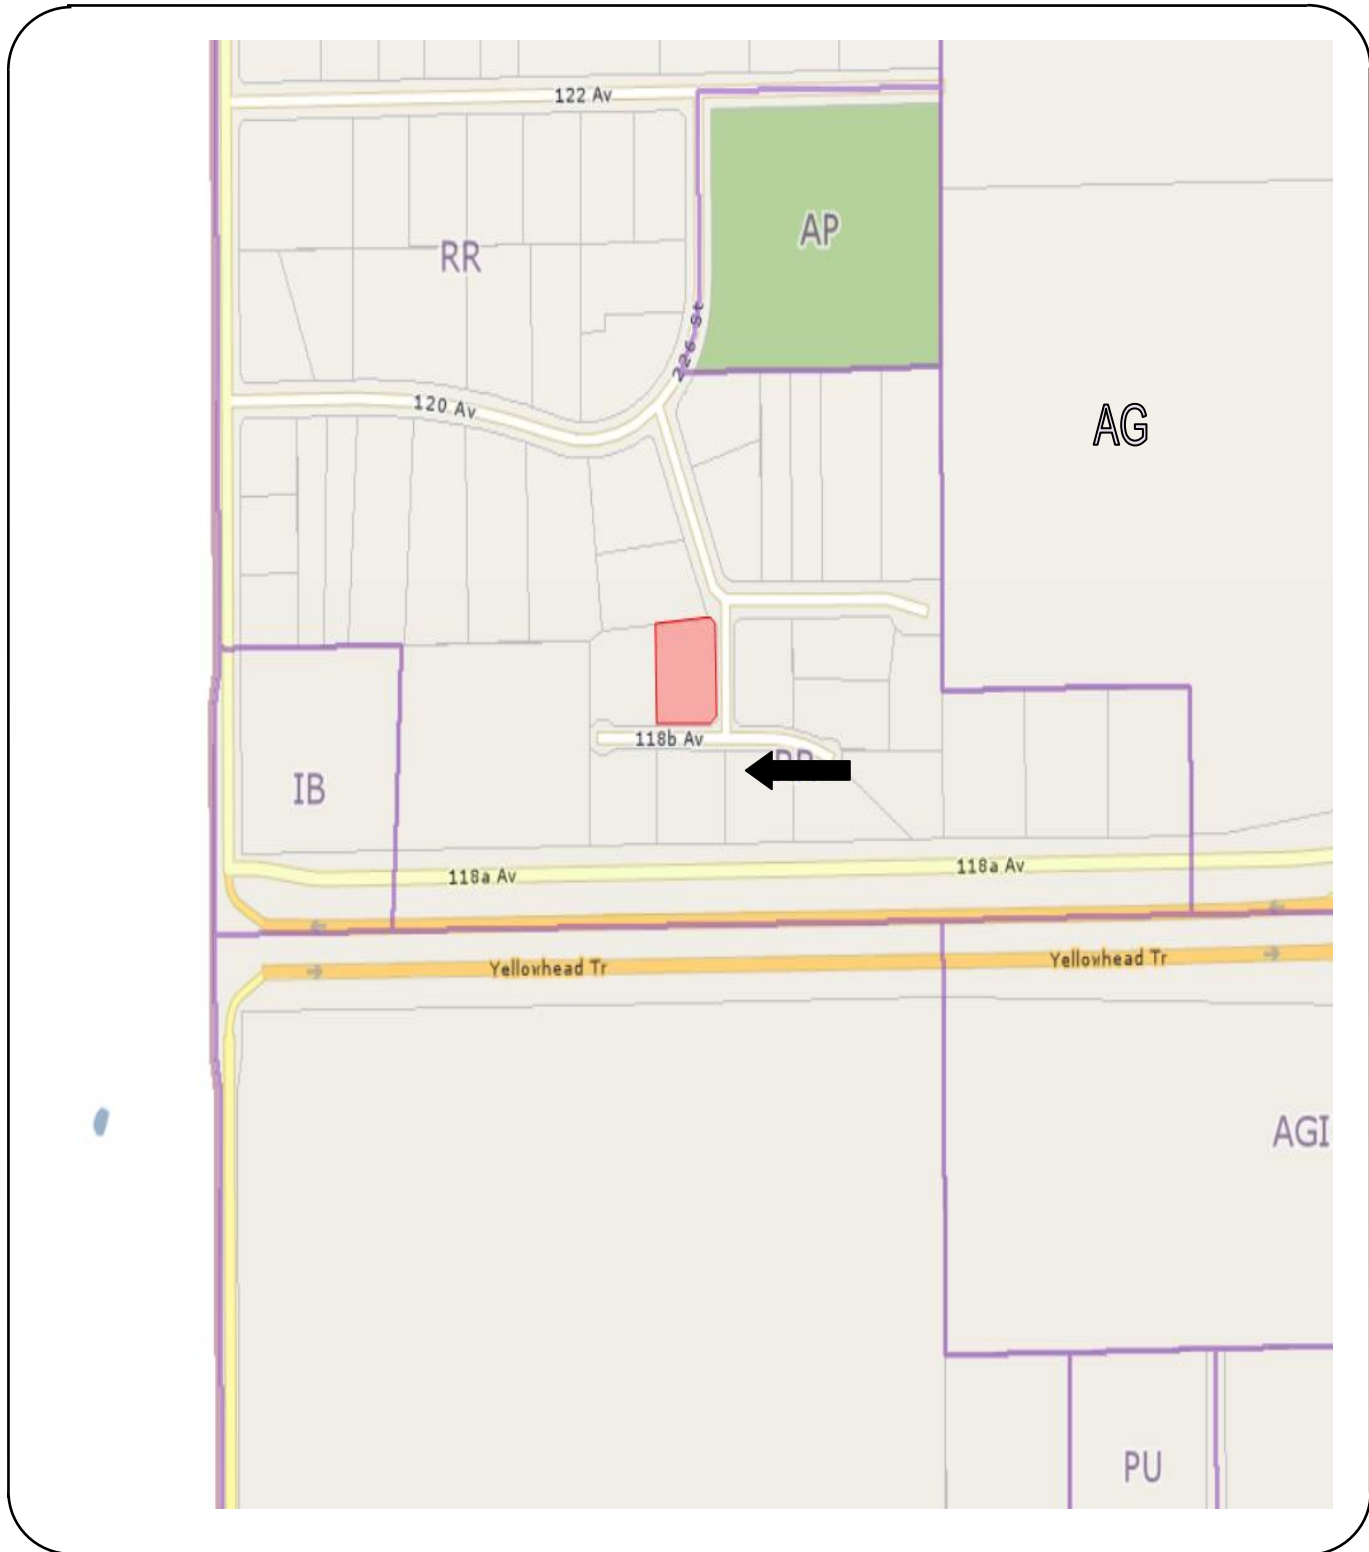 122 Av
AP
RR
226 St
120 Av
AG
118b Av
RR
IB
118a Av
118a Av
Yellowhead Tr
Yellowhead Tr
AGI
PU